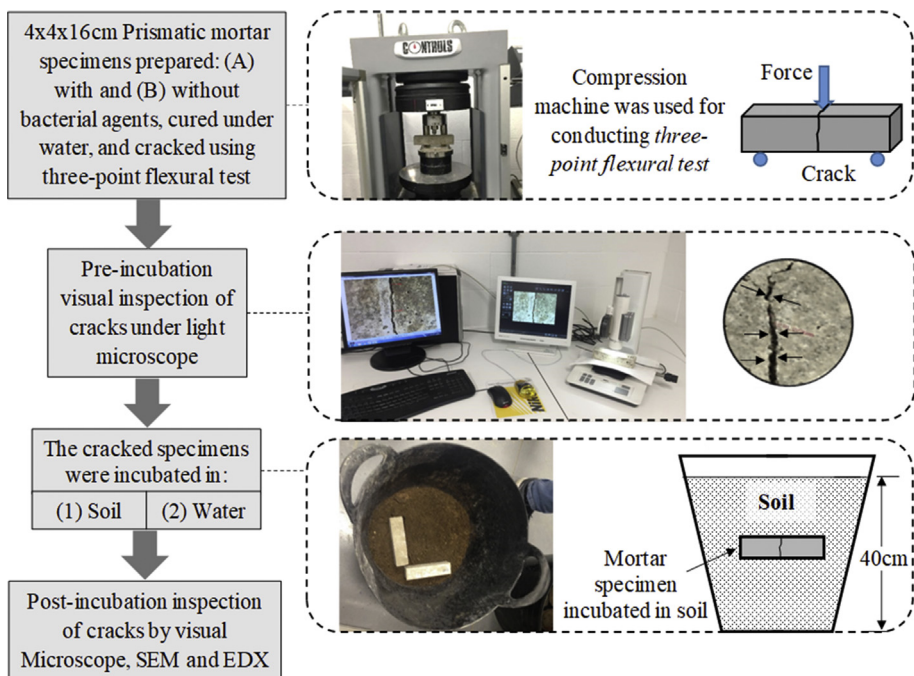 4x4x16cm Prismatic mortar
specimens prepared: (A)
with and (B) without
bacterial agents, cured under
water, and cracked using
three-point flexural test
CONTROLS
Compression
machine was used for
conducting three-
point flexural test
Force
Crack
Pre-incubation
visual inspection of
cracks under light
microscope
The cracked specimens
were incubated in:
(1) Soil
(2) Water
Soil
Mortar
specimen
incubated in soil
40cm
Post-incubation inspection
of cracks by visual
Microscope, SEM and EDX